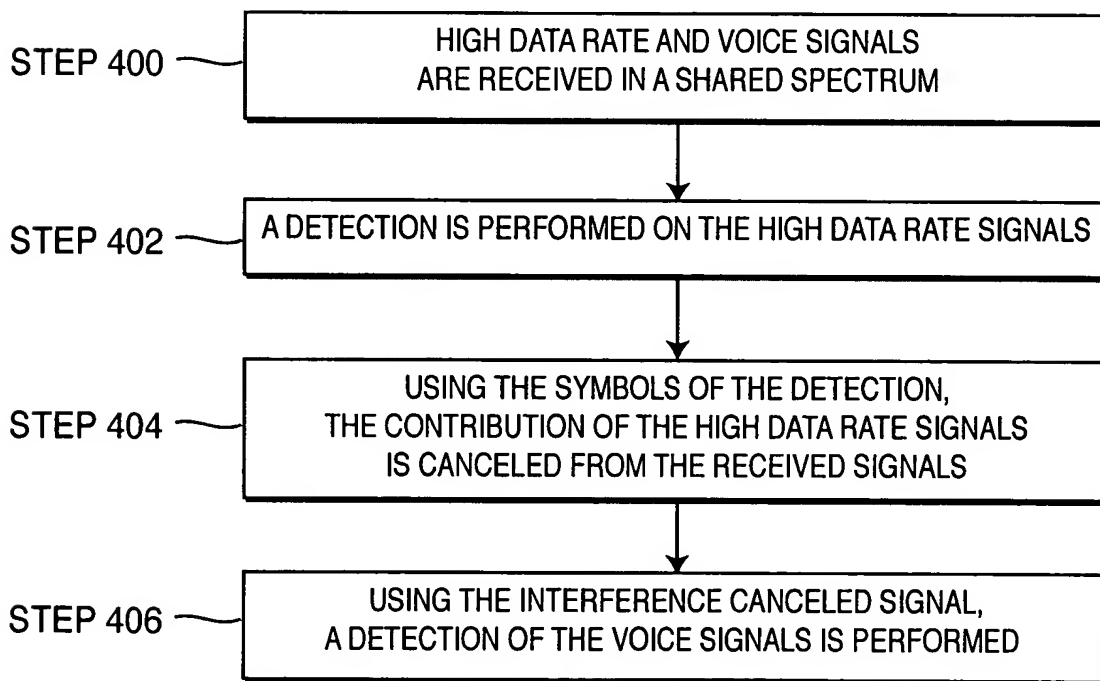 STEP 400
HIGH DATA RATE AND VOICE SIGNALS
ARE RECEIVED IN A SHARED SPECTRUM
STEP 402
A DETECTION IS PERFORMED ON THE HIGH DATA RATE SIGNALS
STEP 404
USING THE SYMBOLS OF THE DETECTION,
THE CONTRIBUTION OF THE HIGH DATA RATE SIGNALS
IS CANCELED FROM THE RECEIVED SIGNALS
STEP 406
USING THE INTERFERENCE CANCELED SIGNAL,
A DETECTION OF THE VOICE SIGNALS IS PERFORMED